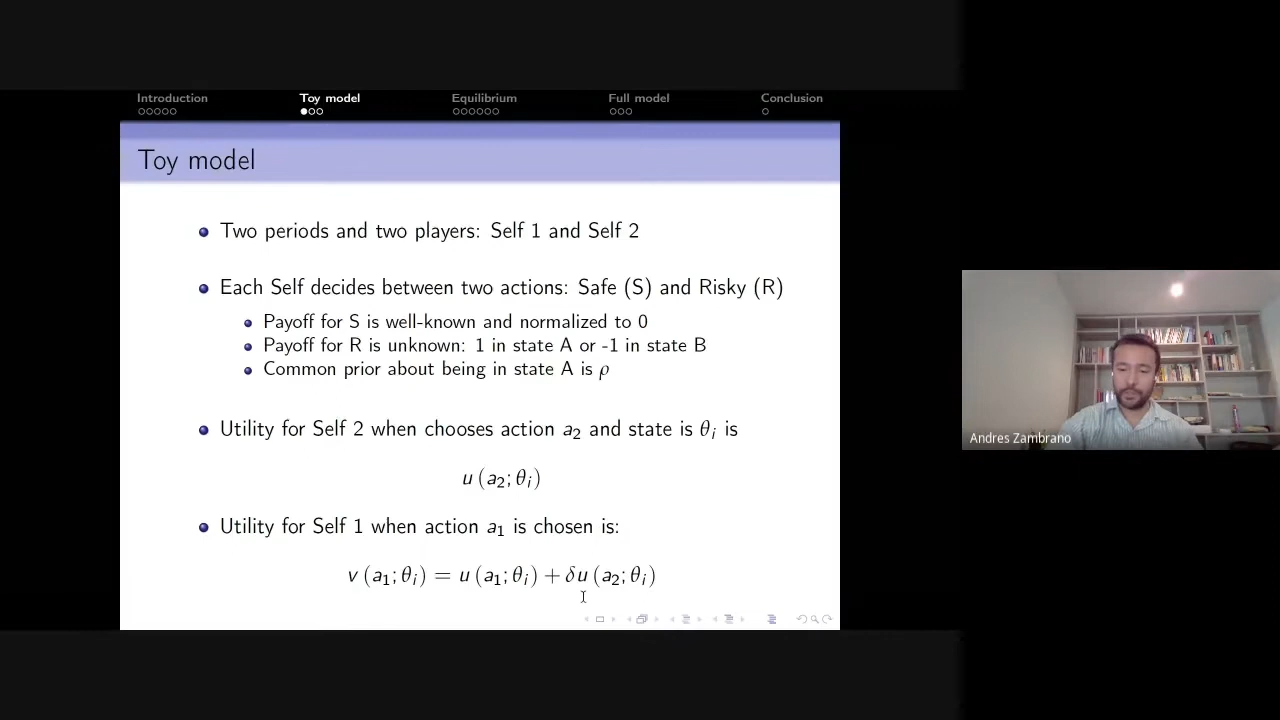 Introduction Toy model Equilibrium Full model Conclusion
Toy model
Two periods and two players: Self 1 and Self 2
Each Self decides between two actions: Safe (S) and Risky (R)
Payoff for S is well-known and normalized to 0
Payoff for R is unknown: 1 in state A or -1 in state B
Common prior about being in state A is ρ
Utility for Self 2 when chooses action a₂ and state is θᵢ is
u (a₂; θᵢ)
Utility for Self 1 when action a₁ is chosen is:
v (a₁; θᵢ) = u (a₁; θᵢ) + δu (a₂; θᵢ)
Andres Zambrano